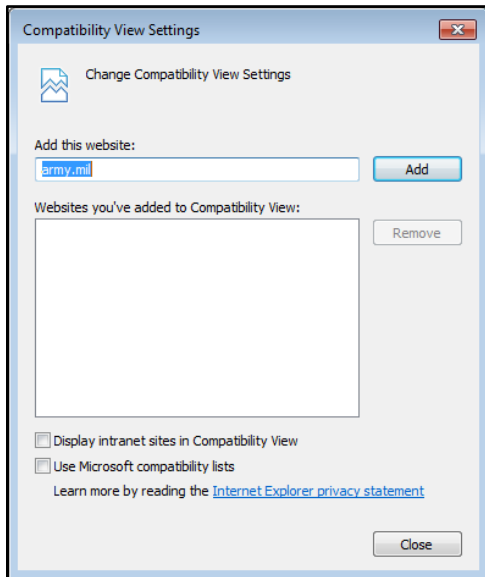 Compatibility View Settings
Change Compatibility View Settings
Add this website:
army.mil
Add
Websites you've added to Compatibility View:
Remove
Display intranet sites in Compatibility View
Use Microsoft compatibility lists
Learn more by reading the Internet Explorer privacy statement
Close